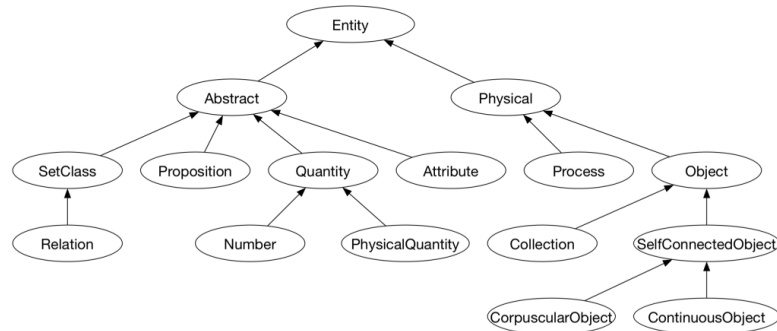 Entity
Abstract
Physical
SetClass
Proposition
Quantity
Attribute
Process
Object
Relation
Number
PhysicalQuantity
Collection
SelfConnectedObject
CorpuscularObject
ContinuousObject